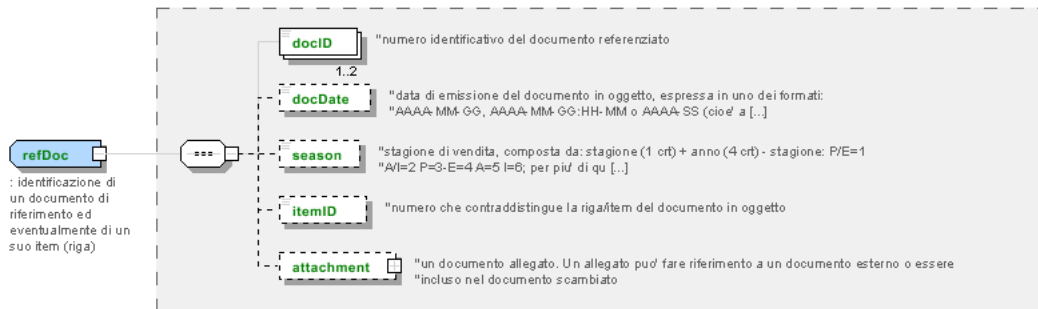 docID
"numero identificativo del documento referenziato
1..2
docDate
"data di emissione del documento in oggetto, espressa in uno dei formati:
"AAAA-MM-GG, AAAA-MM-GG:HH-MM o AAAA-SS (cioe' a [...]
refDoc
: identificazione di
un documento di
riferimento ed
eventualmente di un
suo item (riga)
season
"stagione di vendita, composta da: stagione (1 crt) + anno (4 crt) - stagione: P/E=1
"A/I=2 P=3-E=4 A=5 I=6; per piu' di qu [...]
itemID
"numero che contraddistingue la riga/item del documento in oggetto
attachment
"un documento allegato. Un allegato puo' fare riferimento a un documento esterno o essere
"incluso nel documento scambiato